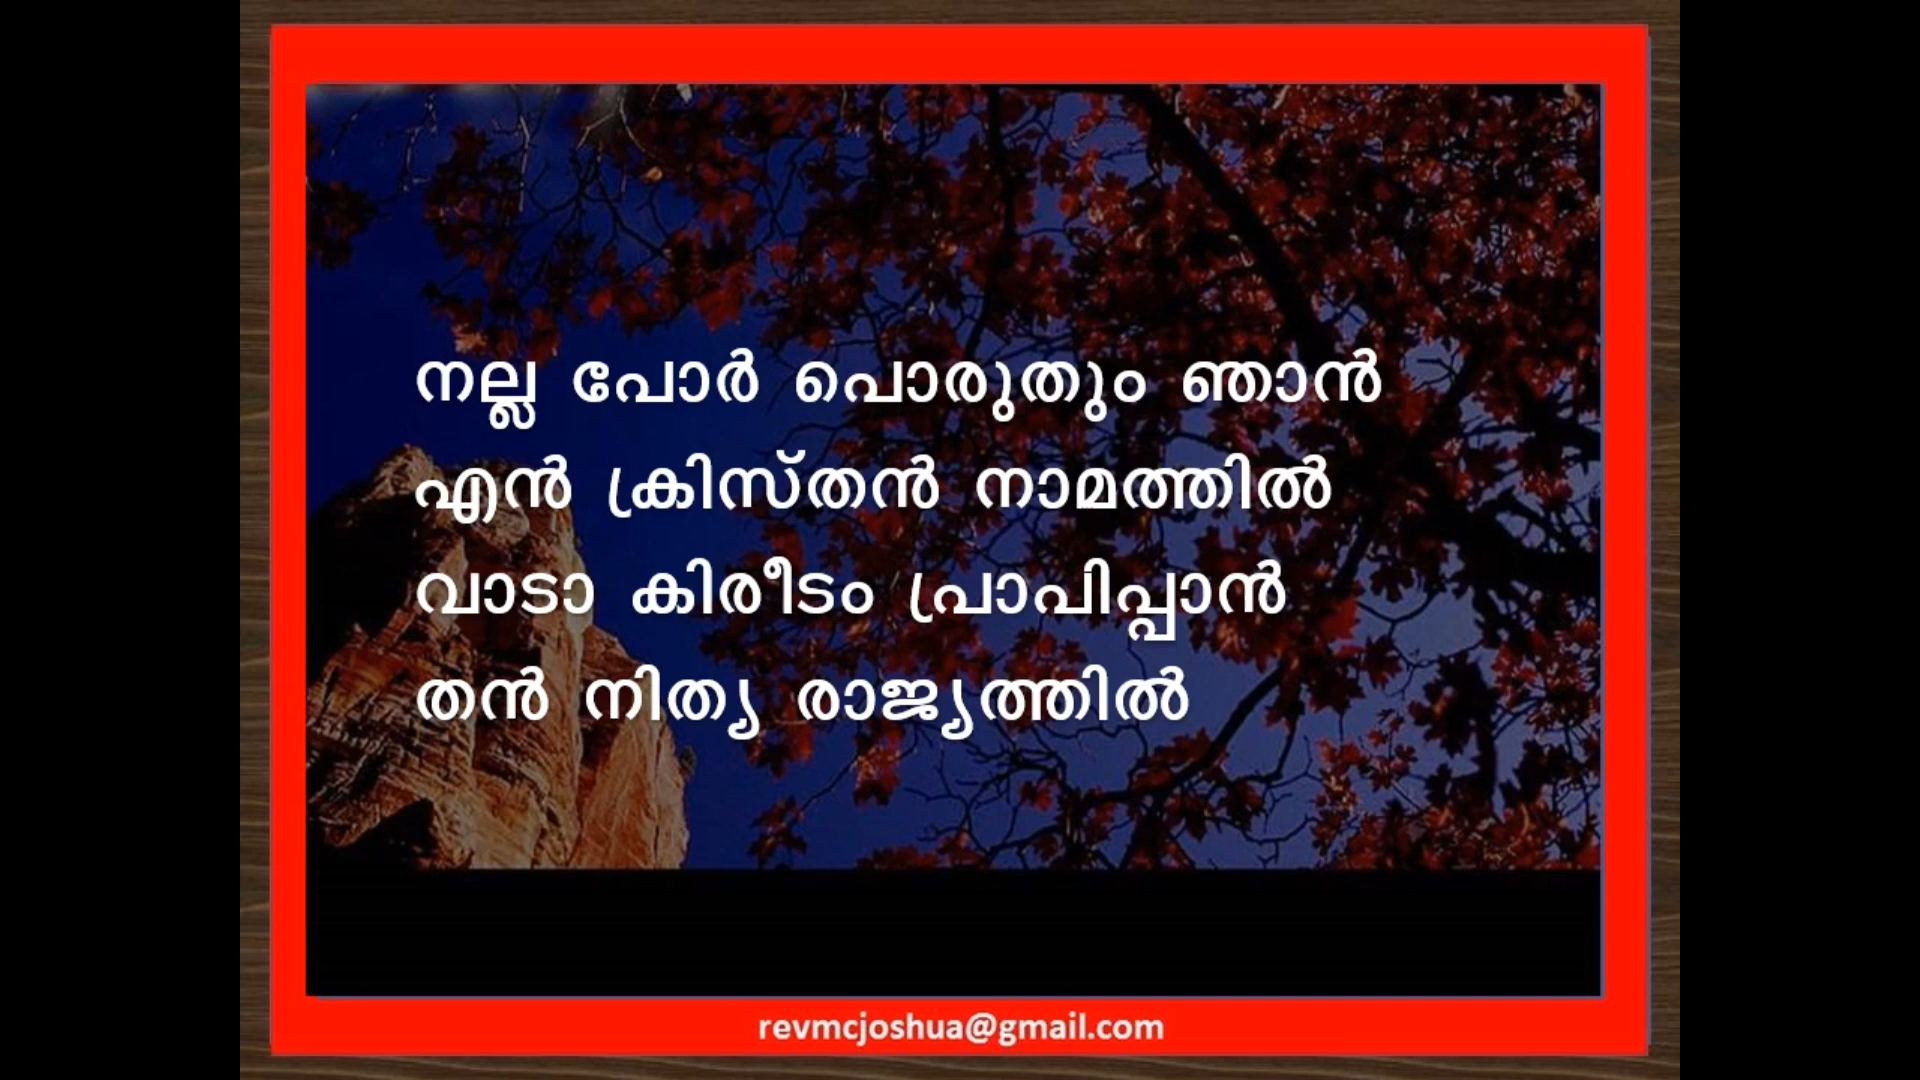 നല്ല പോർ പൊരുതും ഞാൻ
എൻ ക്രിസ്തൻ നാമത്തിൽ
വാടാ കിരീടം പ്രാപിപ്പാൻ
തൻ നിത്യ രാജ്യത്തിൽ
revmcjoshua@gmail.com